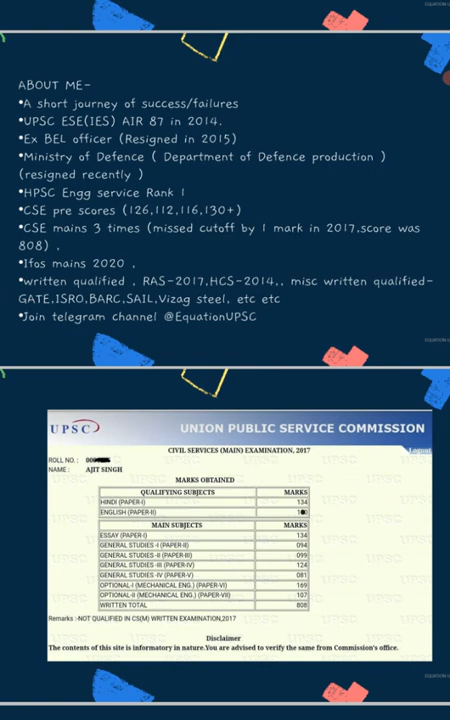 EQUATION U
ABOUT ME-
•A short journey of success/failures
•UPSC ESE(IES) AIR 87 in 2014.
•Ex BEL officer (Resigned in 2015)
•Ministry of Defence ( Department of Defence production )
(resigned recently )
•HPSC Engg service Rank 1
•CSE pre scores (126,112,116,130+)
•CSE mains 3 times (missed cutoff by 1 mark in 2017,score was
808) ,
•Ifos mains 2020 ,
•written qualified , RAS-2017,HCS-2014,, misc written qualified-
GATE,ISRO,BARC,SAIL,Vizag steel, etc etc
•Join telegram channel @EquationUPSC
EQUATION U
UPSC UNION PUBLIC SERVICE COMMISSION
Logout
CIVIL SERVICES (MAIN) EXAMINATION, 2017
ROLL NO. :
NAME : AJIT SINGH
MARKS OBTAINED
QUALIFYING SUBJECTS MARKS
HINDI (PAPER-I) 134
ENGLISH (PAPER-II)
MAIN SUBJECTS MARKS
ESSAY (PAPER-I) 134
GENERAL STUDIES -I (PAPER-II) 094
GENERAL STUDIES -II (PAPER-III) 099
GENERAL STUDIES -III (PAPER-IV) 124
GENERAL STUDIES -IV (PAPER-V) 081
OPTIONAL-I (MECHANICAL ENG.) (PAPER-VI) 169
OPTIONAL-II (MECHANICAL ENG.) (PAPER-VII) 107
WRITTEN TOTAL 808
Remarks :-NOT QUALIFIED IN CS(M) WRITTEN EXAMINATION,2017
Disclaimer
The contents of this site is informatory in nature.You are advised to verify the same from Commission's office.
EQUATION U